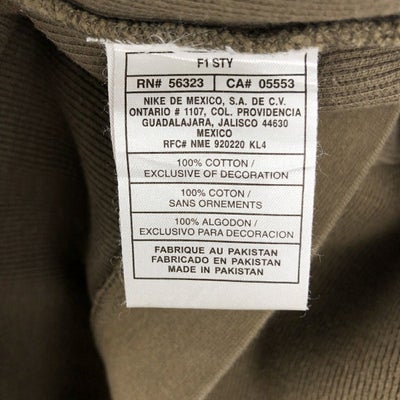 F1 STY
RN# 56323 CA# 05553
NIKE DE MEXICO, S.A. DE C.V.
ONTARIO # 1107, COL. PROVIDENCIA
GUADALAJARA, JALISCO 44630
MEXICO
RFC# NME 920220 KL4
100% COTTON /
EXCLUSIVE OF DECORATION
100% COTON /
SANS ORNEMENTS
100% ALGODON /
EXCLUSIVO PARA DECORACION
FABRIQUE AU PAKISTAN
FABRICADO EN PAKISTAN
MADE IN PAKISTAN